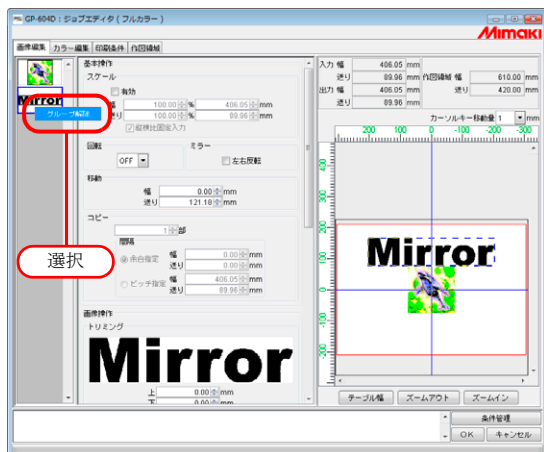 GP-604D : ジョブエディタ ( フルカラー )
Mimaki
画像編集 カラー編集 印刷条件 作図領域
Mirror
グループ解除
選択
基本操作
スケール
有効
幅 100.00 % 406.05 mm
送り 100.00 % 89.96 mm
縦横比固定入力
回転 ミラー
OFF 左右反転
移動
幅 0.00 mm
送り 121.18 mm
コピー
1 部
間隔
余白指定 幅 0.00 mm
送り 0.00 mm
ピッチ指定 幅 406.05 mm
送り 89.96 mm
画像操作
トリミング
Mirror
上 0.00 mm
下 0.00 mm
入力 幅 406.05 mm
送り 89.96 mm 作図領域 幅 610.00 mm
出力 幅 406.05 mm 送り 420.00 mm
送り 89.96 mm
カーソルキー移動量 1 mm
200 100 0 -100 -200 -300
Mirror
テーブル幅 ズームアウト ズームイン
条件管理
OK キャンセル